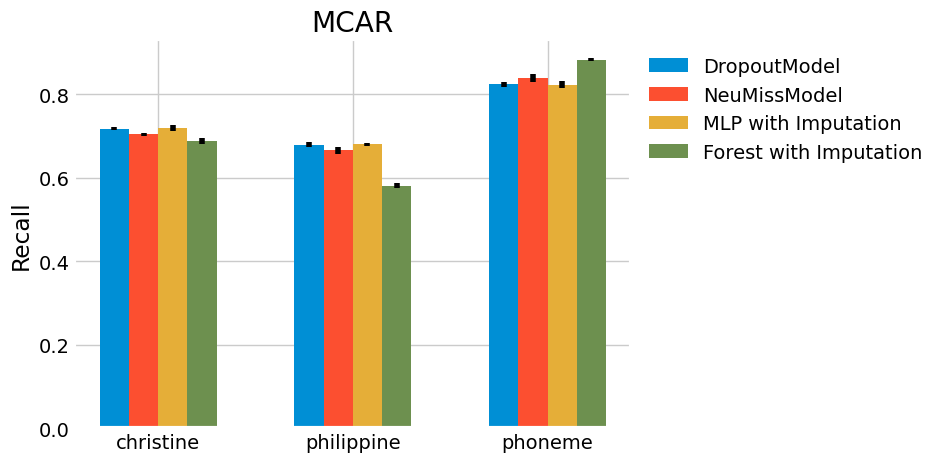 MCAR
DropoutModel
NeuMissModel
MLP with Imputation
Forest with Imputation
Recall
0.8
0.6
0.4
0.2
0.0
christine
philippine
phoneme